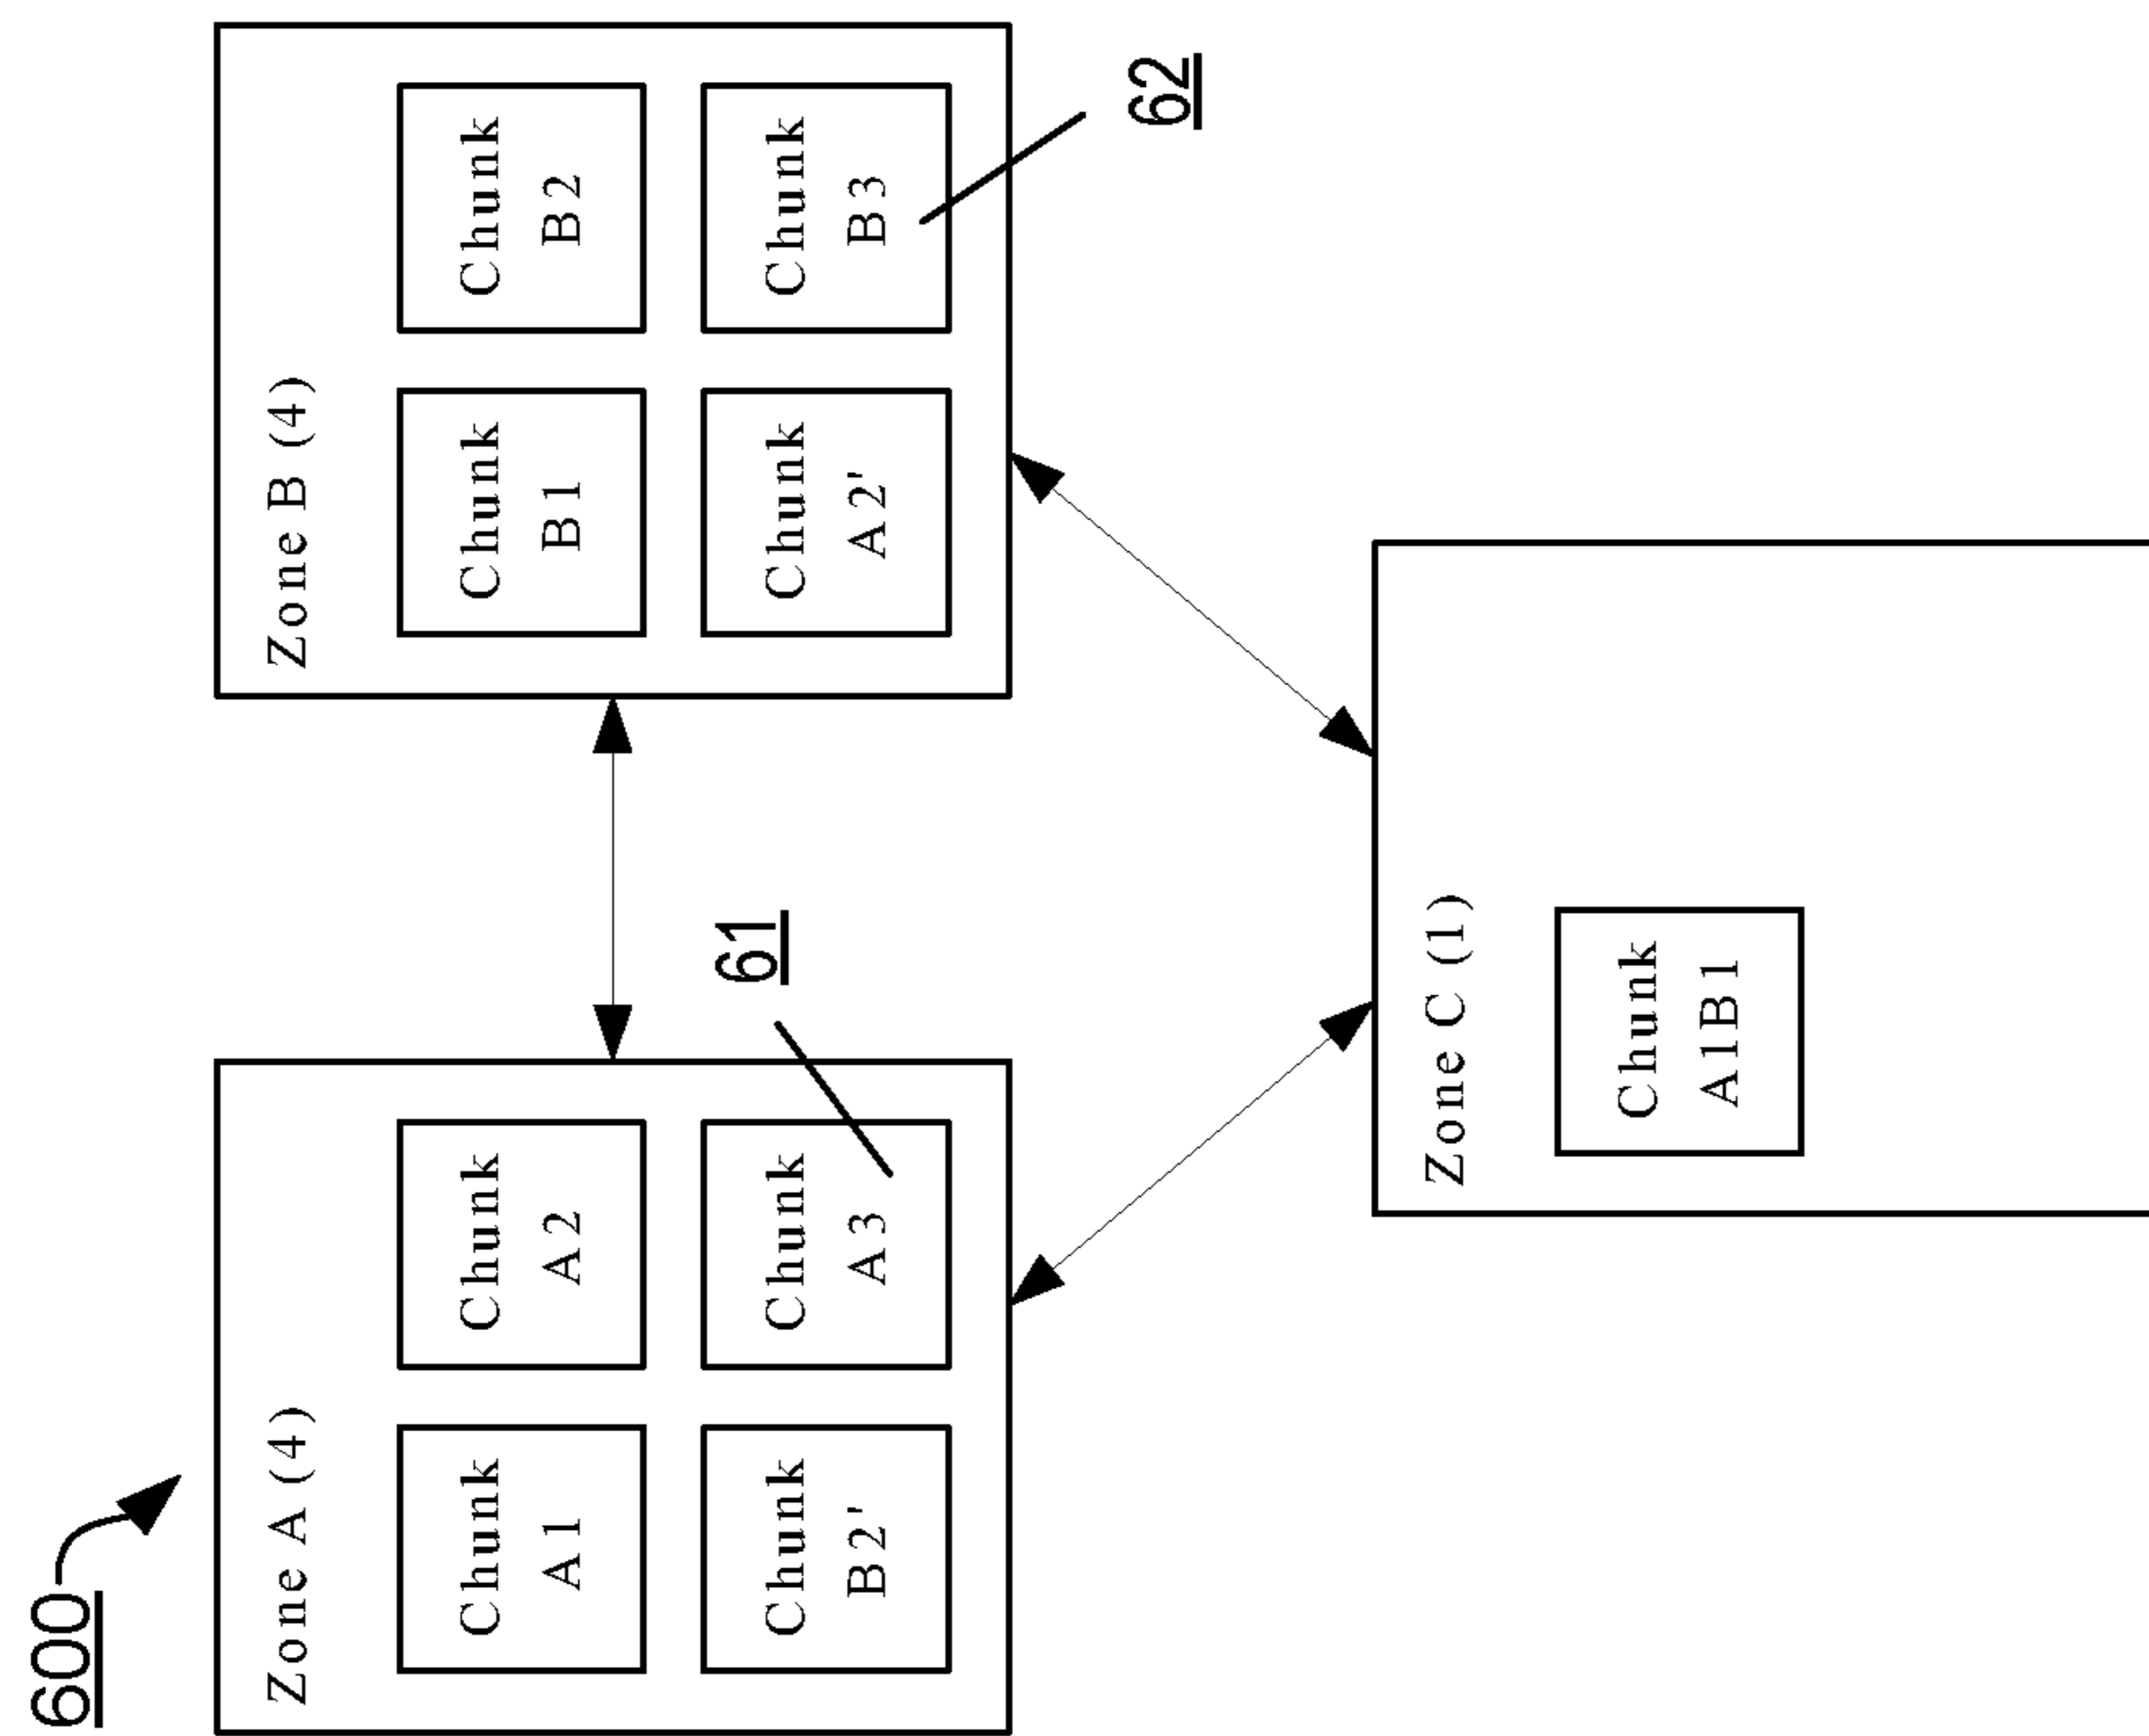 600
Zone A (4)
Chunk
A1
Chunk
A2
Chunk
B2'
Chunk
A3
61
Zone B (4)
Chunk
B1
Chunk
B2
Chunk
A2'
Chunk
B3
62
Zone C (1)
Chunk
A1B1